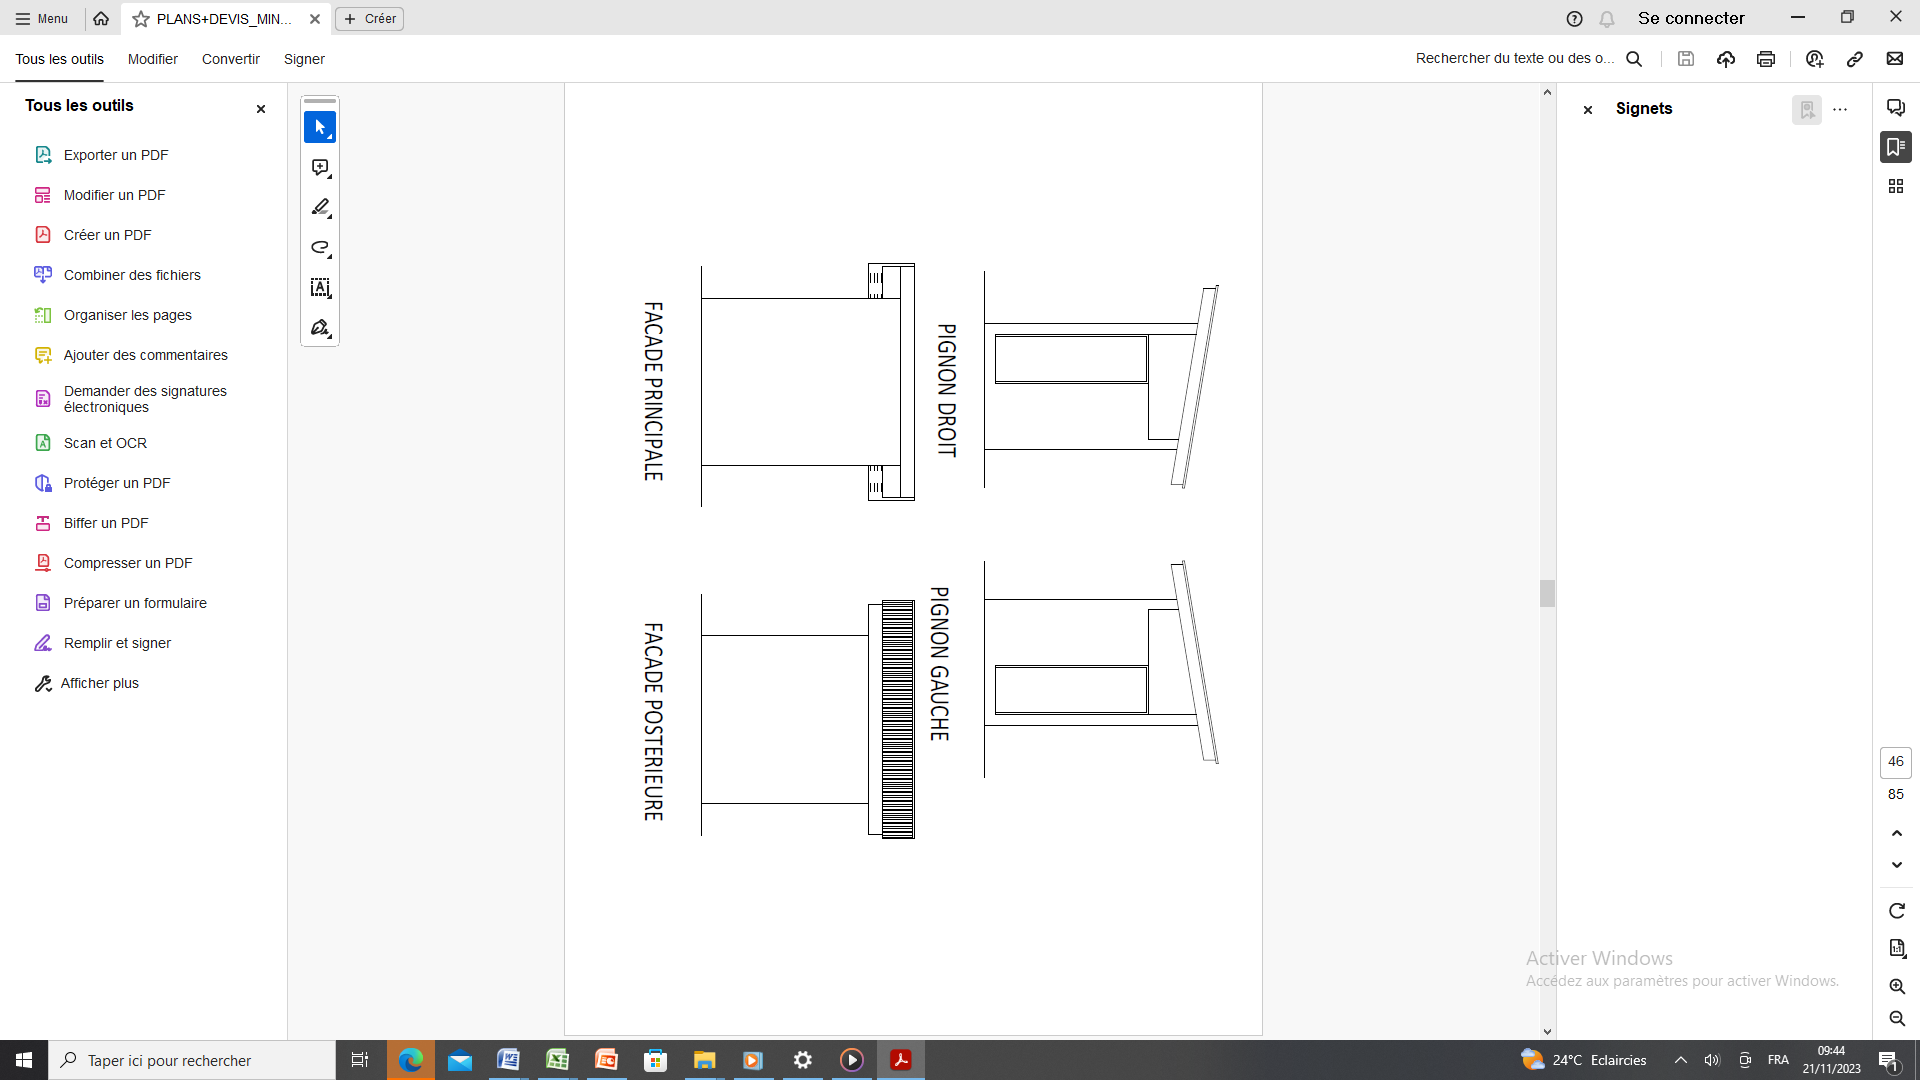 Menu
PLANS+DEVIS_MIN...
Créer
Se connecter
Tous les outils
Modifier
Convertir
Signer
Rechercher du texte ou des o...
Tous les outils
Exporter un PDF
Modifier un PDF
Créer un PDF
Combiner des fichiers
Organiser les pages
Ajouter des commentaires
Demander des signatures
électroniques
Scan et OCR
Protéger un PDF
Biffer un PDF
Compresser un PDF
Préparer un formulaire
Remplir et signer
Afficher plus
FACADE PRINCIPALE
PIGNON DROIT
FACADE POSTERIEURE
PIGNON GAUCHE
Signets
46
85
Activer Windows
Accédez aux paramètres pour activer Windows.
Taper ici pour rechercher
24°C Eclaircies
FRA
09:44
21/11/2023
1